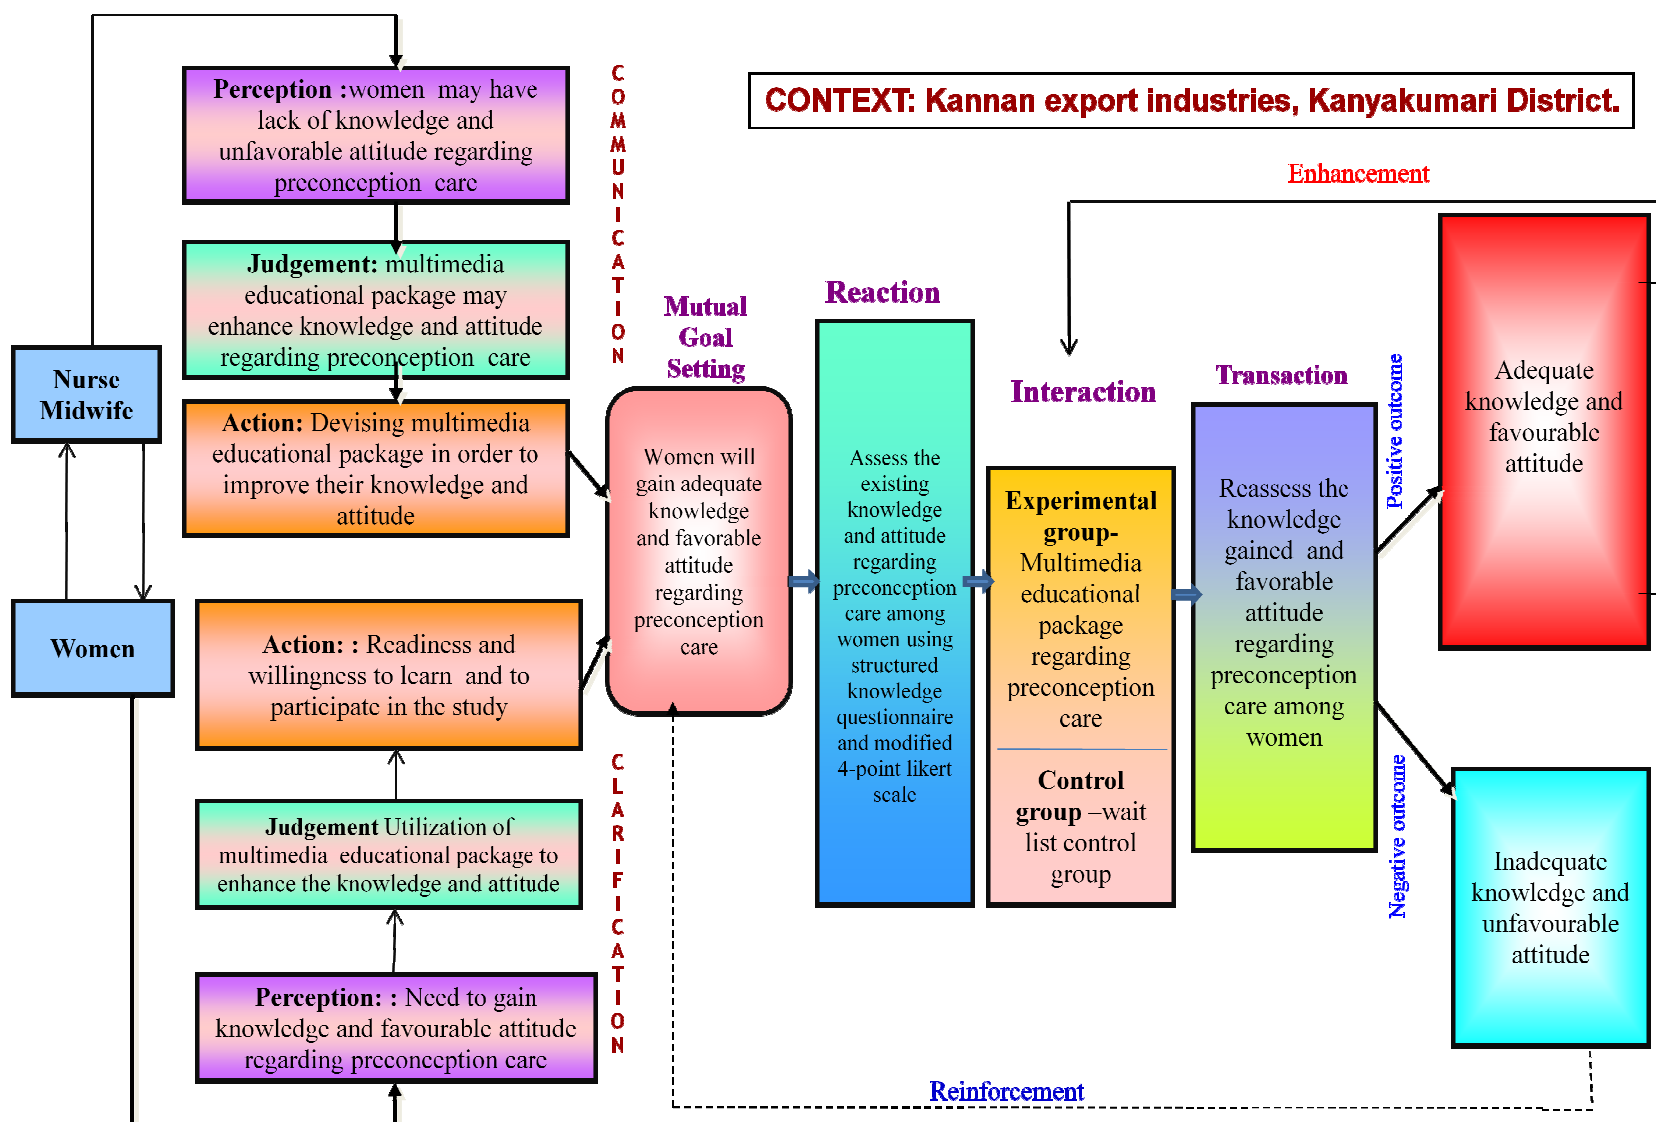 CONTEXT: Kannan export industries, Kanyakumari District.
Perception :women may have
lack of knowledge and
unfavorable attitude regarding
preconception care
Judgement: multimedia
educational package may
enhance knowledge and attitude
regarding preconception care
Action: Devising multimedia
educational package in order to
improve their knowledge and
attitude
Nurse
Midwife
Women
Action: : Readiness and
willingness to learn and to
participate in the study
Judgement Utilization of
multimedia educational package to
enhance the knowledge and attitude
Perception: : Need to gain
knowledge and favourable attitude
regarding preconception care
COMMUNICATION
CLARIFICATION
Mutual
Goal
Setting
Women will
gain adequate
knowledge
and favorable
attitude
regarding
preconception
care
Reaction
Assess the
existing
knowledge
and attitude
regarding
preconception
care among
women using
structured
knowledge
questionnaire
and modified
4-point likert
scale
Interaction
Experimental
group-
Multimedia
educational
package
regarding
preconception
care
Control
group –wait
list control
group
Transaction
Reassess the
knowledge
gained and
favorable
attitude
regarding
preconception
care among
women
Enhancement
Positive outcome
Adequate
knowledge and
favourable
attitude
Negative outcome
Inadequate
knowledge and
unfavourable
attitude
Reinforcement